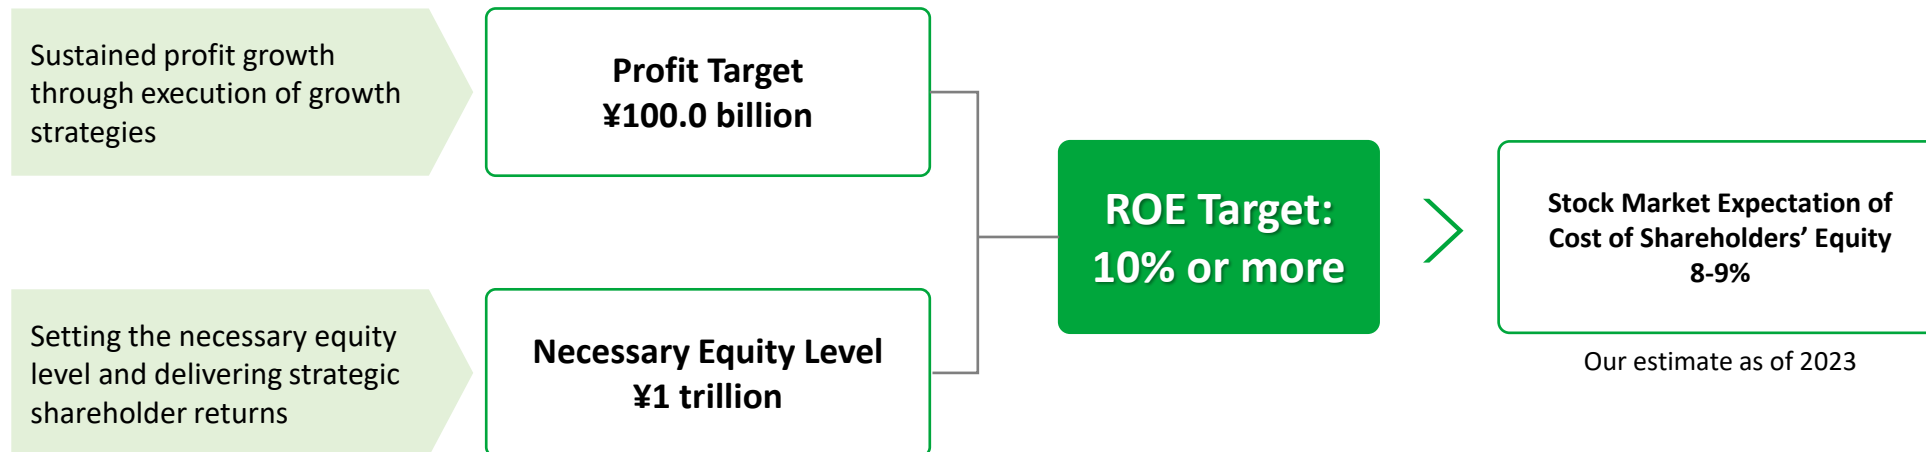 Sustained profit growth
through execution of growth
strategies
Profit Target
¥100.0 billion
Setting the necessary equity
level and delivering strategic
shareholder returns
Necessary Equity Level
¥1 trillion
ROE Target:
10% or more
Stock Market Expectation of
Cost of Shareholders’ Equity
8-9%
Our estimate as of 2023